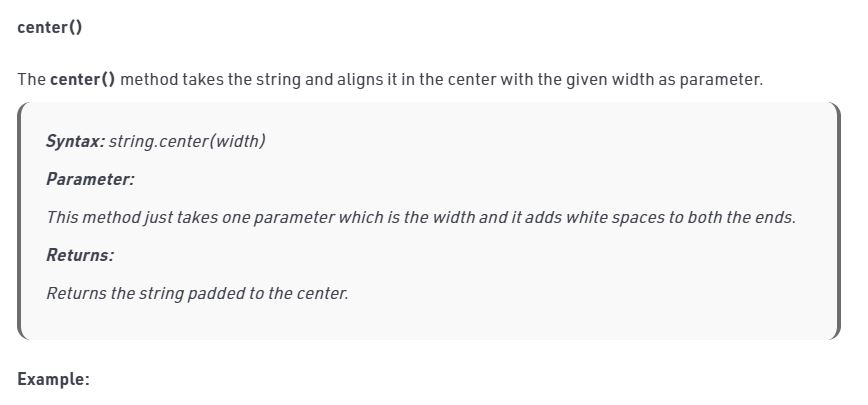 center()
The center() method takes the string and aligns it in the center with the given width as parameter.
Syntax: string.center(width)
Parameter:
This method just takes one parameter which is the width and it adds white spaces to both the ends.
Returns:
Returns the string padded to the center.
Example: